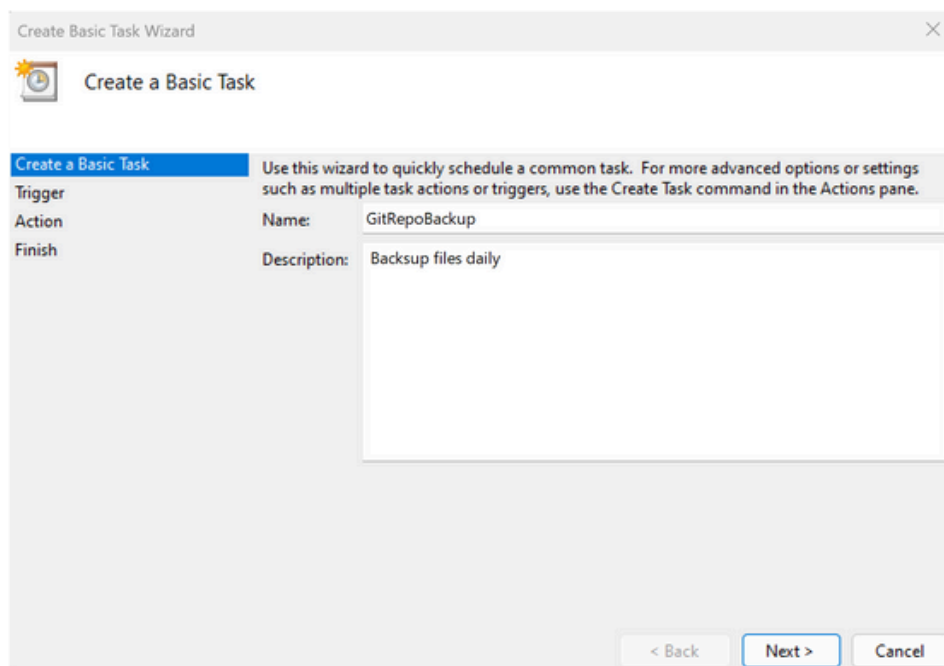 Create Basic Task Wizard
Create a Basic Task
Create a Basic Task
Trigger
Action
Finish
Use this wizard to quickly schedule a common task. For more advanced options or settings
such as multiple task actions or triggers, use the Create Task command in the Actions pane.
Name: GitRepoBackup
Description: Backsup files daily
< Back Next > Cancel